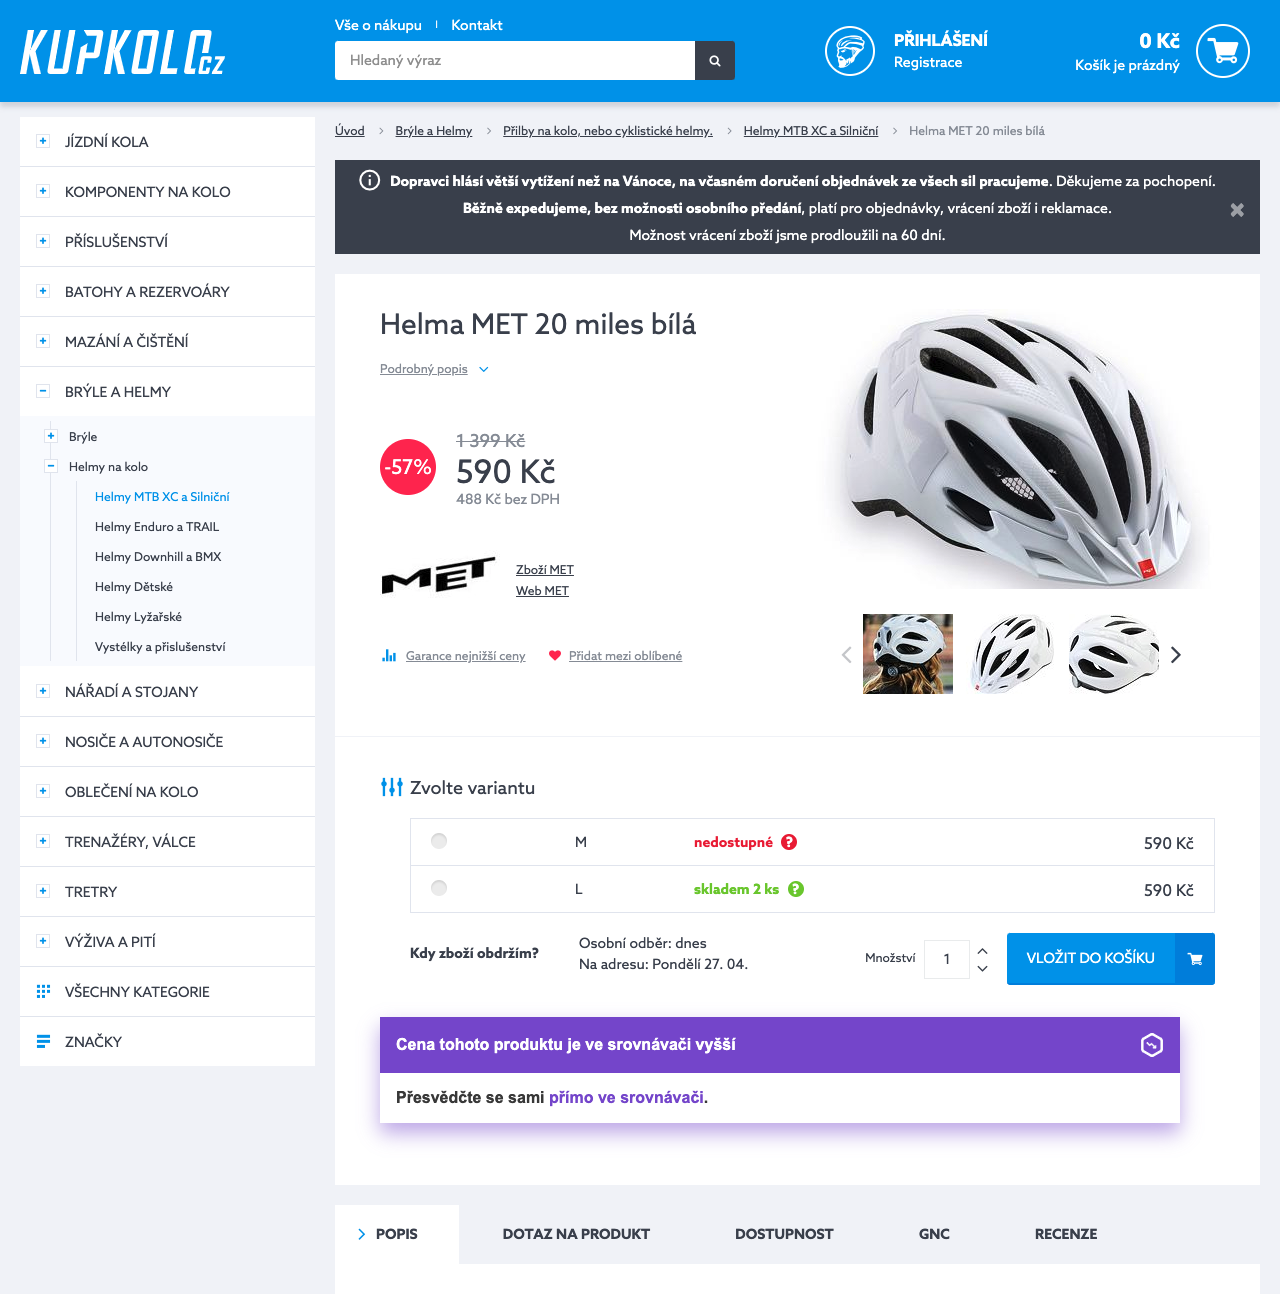 KUPKOLO.cz
Vše o nákupu
Kontakt
Hledaný výraz
PŘIHLÁŠENÍ
Registrace
0 Kč
Košík je prázdný
JÍZDNÍ KOLA
KOMPONENTY NA KOLO
PŘÍSLUŠENSTVÍ
BATOHY A REZERVOÁRY
MAZÁNÍ A ČIŠTĚNÍ
BRÝLE A HELMY
Brýle
Helmy na kolo
Helmy MTB XC a Silniční
Helmy Enduro a TRAIL
Helmy Downhill a BMX
Helmy Dětské
Helmy Lyžařské
Vystélky a přislušenství
NÁŘADÍ A STOJANY
NOSIČE A AUTONOSIČE
OBLEČENÍ NA KOLO
TRENAŽÉRY, VÁLCE
TRETRY
VÝŽIVA A PITÍ
VŠECHNY KATEGORIE
ZNAČKY
Úvod > Brýle a Helmy > Přilby na kolo, nebo cyklistické helmy. > Helmy MTB XC a Silniční > Helma MET 20 miles bílá
Dopravci hlásí větší vytížení než na Vánoce, na včasném doručení objednávek ze všech sil pracujeme. Děkujeme za pochopení.
Běžně expedujeme, bez možnosti osobního předání, platí pro objednávky, vrácení zboží i reklamace.
Možnost vrácení zboží jsme prodloužili na 60 dní.
Helma MET 20 miles bílá
Podrobný popis
-57%
1 399 Kč
590 Kč
488 Kč bez DPH
MET
Zboží MET
Web MET
Garance nejnižší ceny
Přidat mezi oblíbené
Zvolte variantu
M nedostupné ? 590 Kč
L skladem 2 ks ? 590 Kč
Kdy zboží obdržím?
Osobní odběr: dnes
Na adresu: Pondělí 27. 04.
Množství
1
VLOŽIT DO KOŠÍKU
Cena tohoto produktu je ve srovnávači vyšší
Přesvědčte se sami přímo ve srovnávači.
POPIS
DOTAZ NA PRODUKT
DOSTUPNOST
GNC
RECENZE